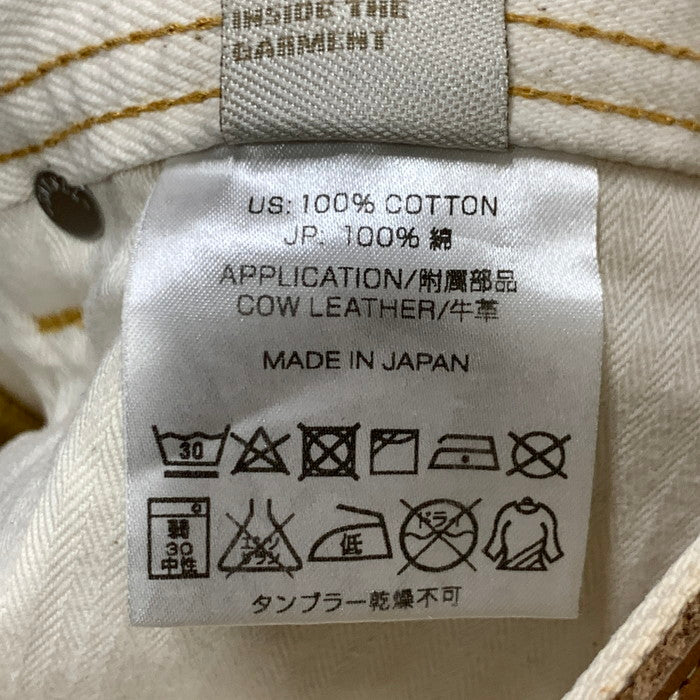 INSIDE THE
GARMENT
US: 100% COTTON
JP: 100% 綿
APPLICATION/附属部品
COW LEATHER/牛革
MADE IN JAPAN
30
弱 エンソサラシ 低 ドライ
30
中性
タンブラー乾燥不可